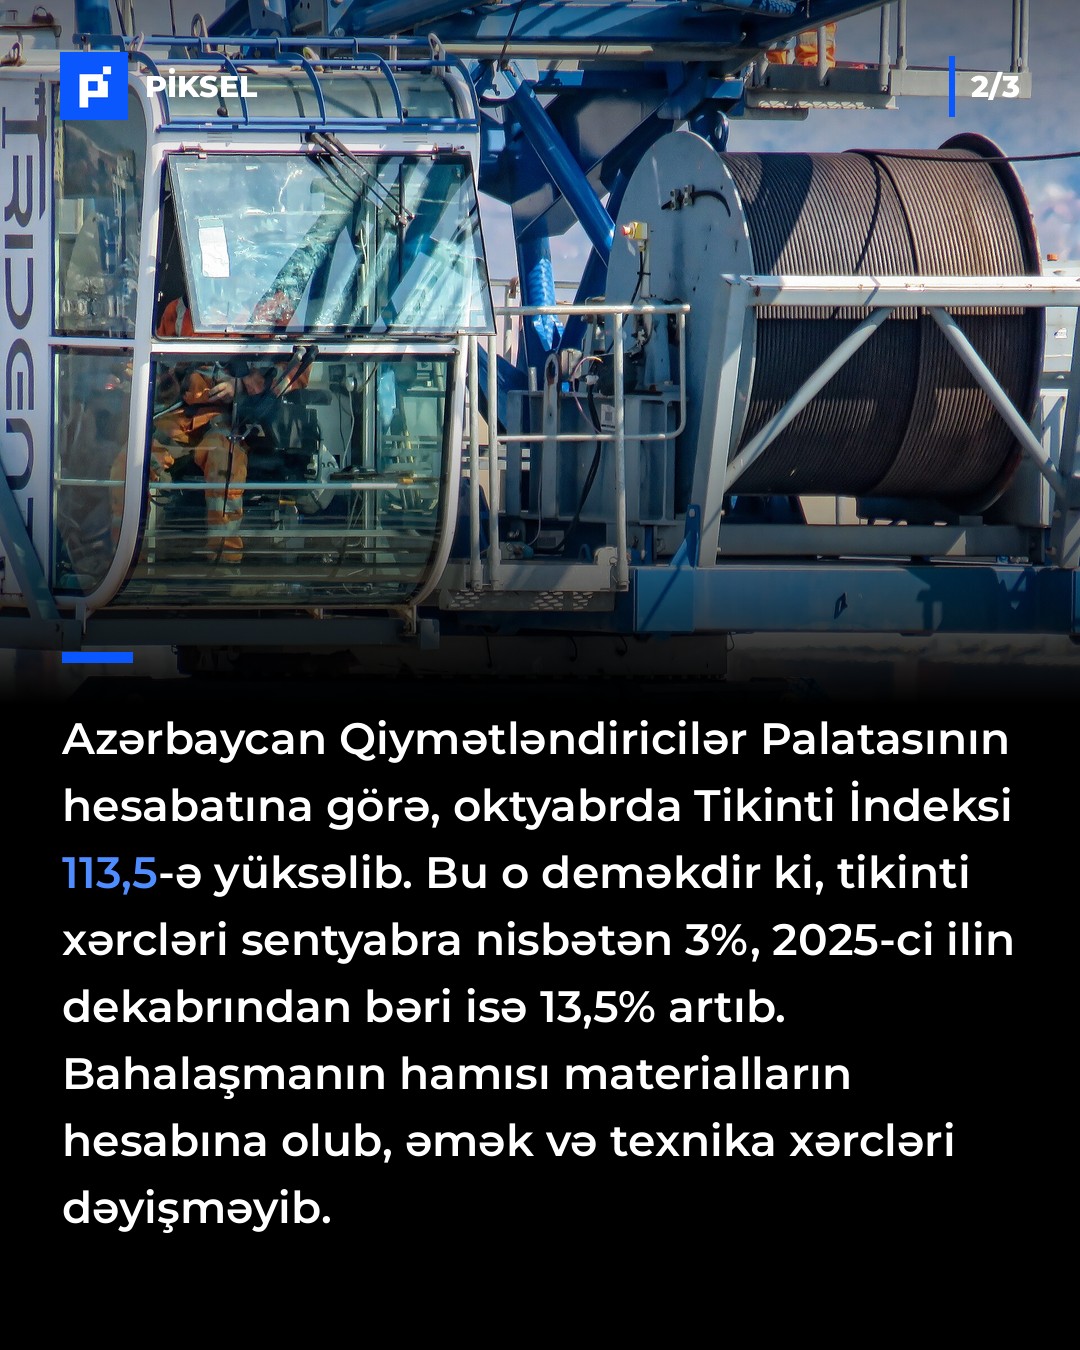 PİKSEL
2/3
TRIDENT
Azərbaycan Qiymətləndiricilər Palatasının
hesabatına görə, oktyabrda Tikinti İndeksi
113,5-ə yüksəlib. Bu o deməkdir ki, tikinti
xərcləri sentyabra nisbətən 3%, 2025-ci ilin
dekabrından bəri isə 13,5% artıb.
Bahalaşmanın hamısı materialların
hesabına olub, əmək və texnika xərcləri
dəyişməyib.